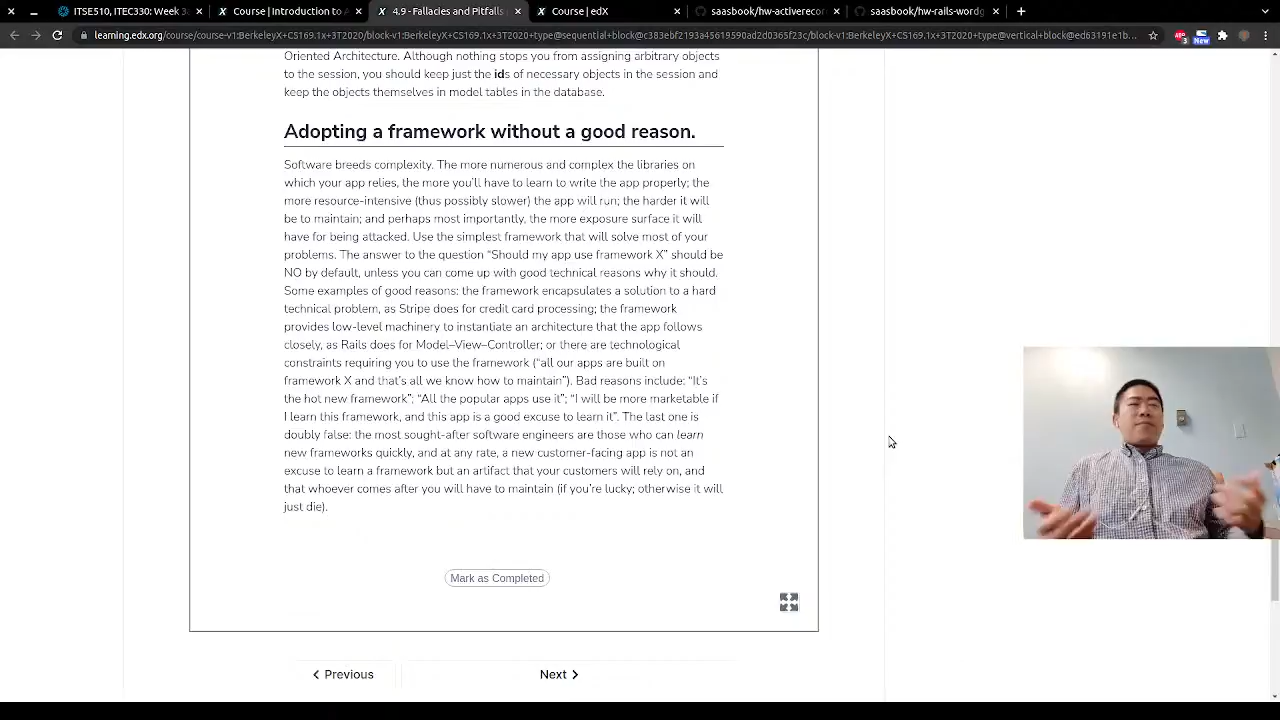 ITSE510, ITEC330: Week 3
Course | Introduction to A
4.9 - Fallacies and Pitfalls
Course | edX
saasbook/hw-activerecor
saasbook/hw-rails-wordg
learning.edx.org/course/course-v1:BerkeleyX+CS169.1x+3T2020/block-v1:BerkeleyX+CS169.1x+3T2020+type@sequential+block@c383ebf2193a45619590ad2d0365f23c/block-v1:BerkeleyX+CS169.1x+3T2020+type@vertical+block@ed63191e1b...
New
Oriented Architecture. Although nothing stops you from assigning arbitrary objects
to the session, you should keep just the ids of necessary objects in the session and
keep the objects themselves in model tables in the database.
Adopting a framework without a good reason.
Software breeds complexity. The more numerous and complex the libraries on
which your app relies, the more you'll have to learn to write the app properly; the
more resource-intensive (thus possibly slower) the app will run; the harder it will
be to maintain; and perhaps most importantly, the more exposure surface it will
have for being attacked. Use the simplest framework that will solve most of your
problems. The answer to the question “Should my app use framework X” should be
NO by default, unless you can come up with good technical reasons why it should.
Some examples of good reasons: the framework encapsulates a solution to a hard
technical problem, as Stripe does for credit card processing; the framework
provides low-level machinery to instantiate an architecture that the app follows
closely, as Rails does for Model–View–Controller; or there are technological
constraints requiring you to use the framework (“all our apps are built on
framework X and that's all we know how to maintain”). Bad reasons include: “It's
the hot new framework”; “All the popular apps use it”; “I will be more marketable if
I learn this framework, and this app is a good excuse to learn it”. The last one is
doubly false: the most sought-after software engineers are those who can learn
new frameworks quickly, and at any rate, a new customer-facing app is not an
excuse to learn a framework but an artifact that your customers will rely on, and
that whoever comes after you will have to maintain (if you're lucky; otherwise it will
just die).
Mark as Completed
Previous
Next